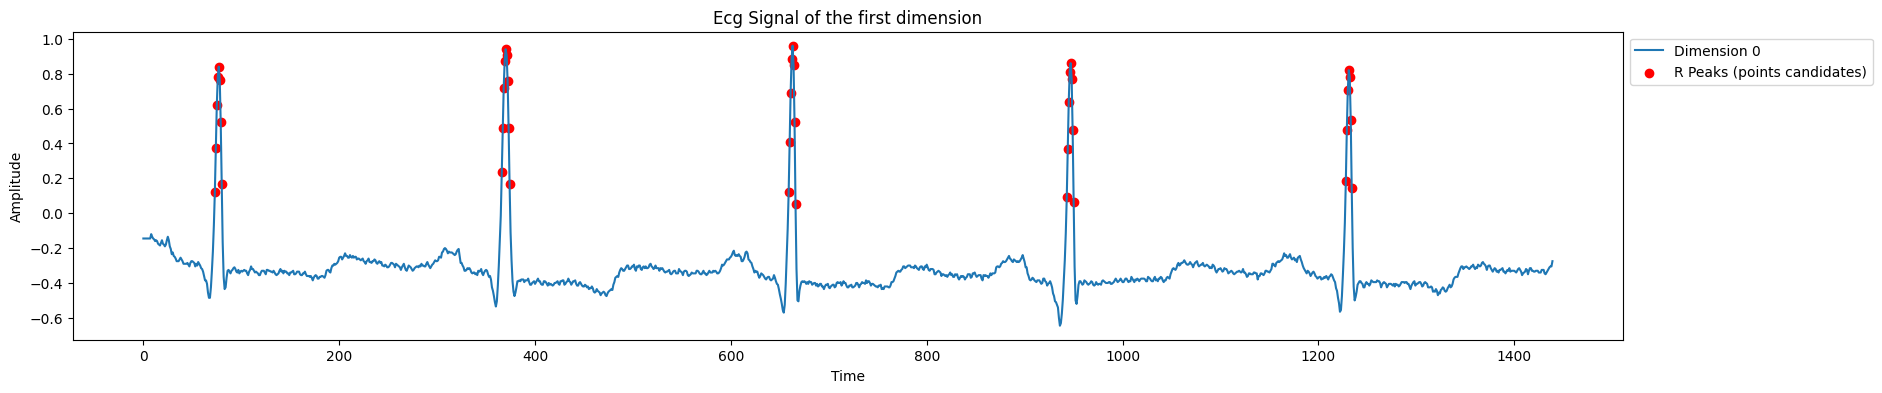 Ecg Signal of the first dimension
Dimension 0
R Peaks (points candidates)
Amplitude
1.0
0.8
0.6
0.4
0.2
0.0
−0.2
−0.4
−0.6
0 200 400 600 800 1000 1200 1400
Time